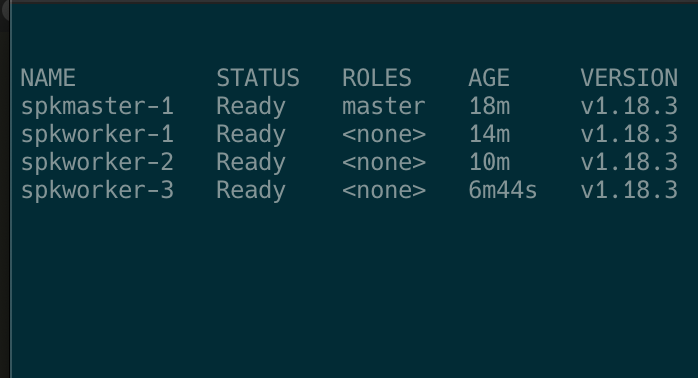 NAME STATUS ROLES AGE VERSION
spkmaster-1 Ready master 18m v1.18.3
spkworker-1 Ready <none> 14m v1.18.3
spkworker-2 Ready <none> 10m v1.18.3
spkworker-3 Ready <none> 6m44s v1.18.3